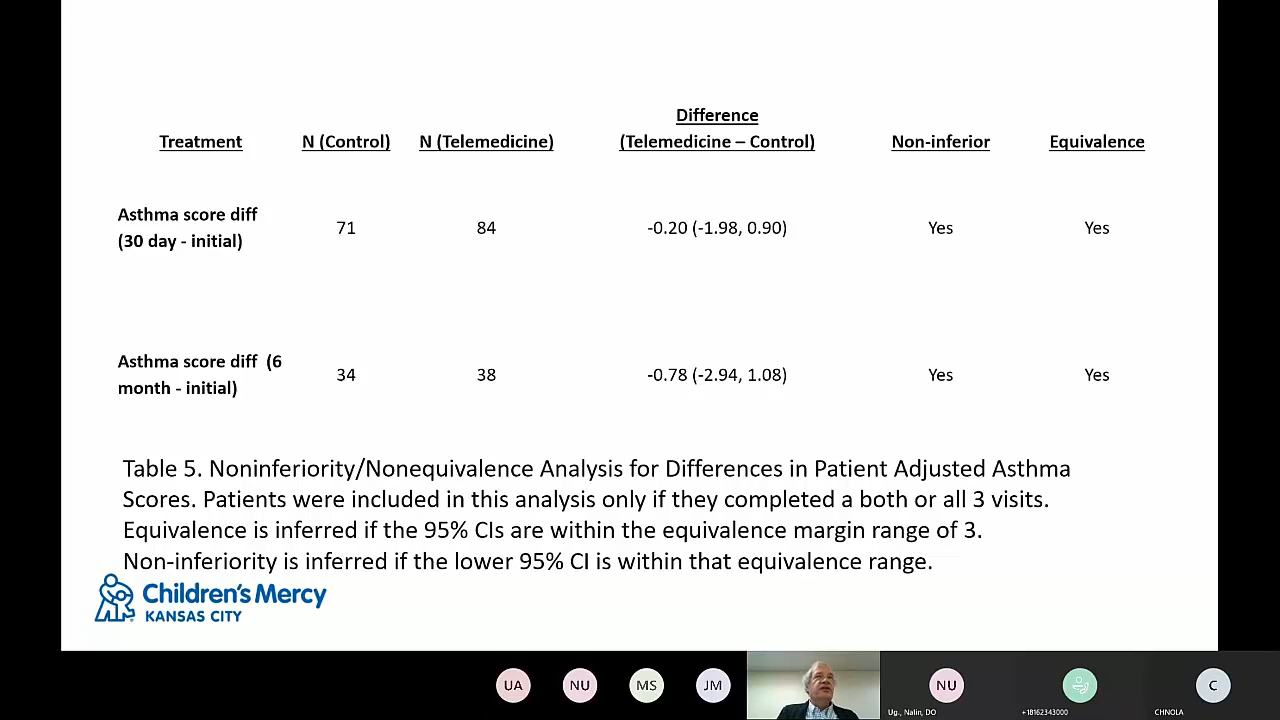 Difference
Treatment N (Control) N (Telemedicine) (Telemedicine – Control) Non-inferior Equivalence
Asthma score diff
(30 day - initial) 71 84 -0.20 (-1.98, 0.90) Yes Yes
Asthma score diff (6
month - initial) 34 38 -0.78 (-2.94, 1.08) Yes Yes
Table 5. Noninferiority/Nonequivalence Analysis for Differences in Patient Adjusted Asthma
Scores. Patients were included in this analysis only if they completed a both or all 3 visits.
Equivalence is inferred if the 95% CIs are within the equivalence margin range of 3.
Non-inferiority is inferred if the lower 95% CI is within that equivalence range.
Children's Mercy
KANSAS CITY
UA NU MS JM NU C
Ug., Nalin, DO +18162343000 CHNOLA